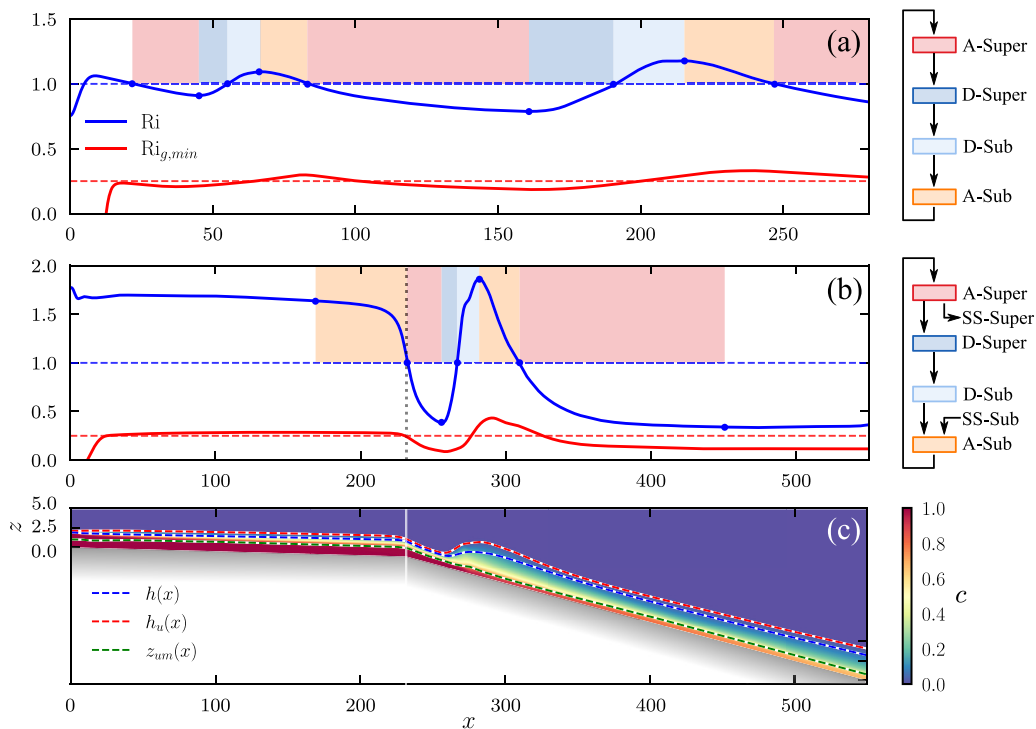 1.5
1.0
0.5
0.0
(a)
Ri
Ri_{g,min}
0 50 100 150 200 250
A-Super
D-Super
D-Sub
A-Sub
2.0
1.5
1.0
0.5
0.0
(b)
0 100 200 300 400 500
A-Super
SS-Super
D-Super
D-Sub
SS-Sub
A-Sub
5.0
2.5
0.0
z
(c)
h(x)
h_u(x)
z_{um}(x)
0 100 200 300 400 500
x
1.0
0.8
0.6
0.4
0.2
0.0
c